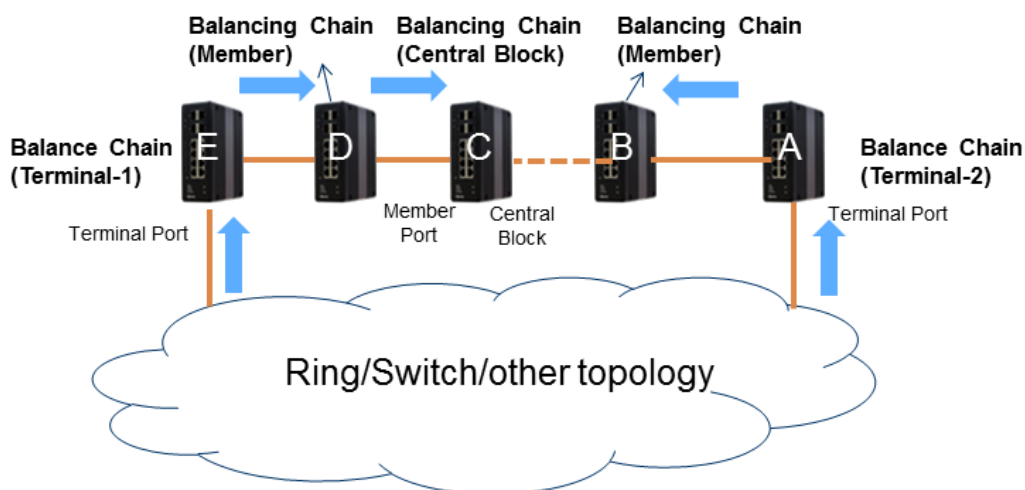 Balancing Chain
(Member)
Balancing Chain
(Central Block)
Balancing Chain
(Member)
E
D
C
B
A
Balance Chain
(Terminal-1)
Balance Chain
(Terminal-2)
Terminal Port
Member
Port
Central
Block
Terminal Port
Ring/Switch/other topology